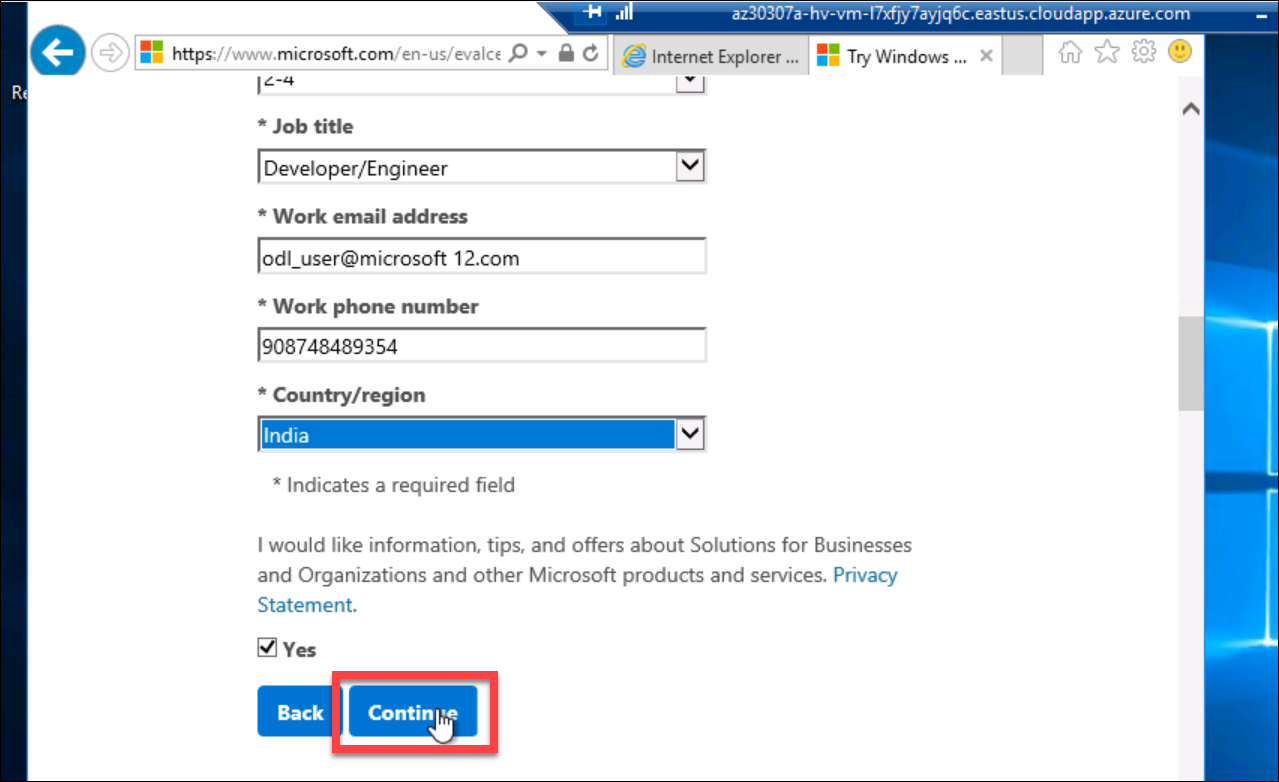 az30307a-hv-vm-l7xfjy7ayjq6c.eastus.cloudapp.azure.com
https://www.microsoft.com/en-us/evalce
Internet Explorer ...
Try Windows ...
Re
2-4
* Job title
Developer/Engineer
* Work email address
odl_user@microsoft 12.com
* Work phone number
908748489354
* Country/region
India
* Indicates a required field
I would like information, tips, and offers about Solutions for Businesses
and Organizations and other Microsoft products and services. Privacy
Statement.
Yes
Back
Continue